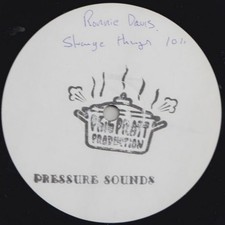 Ronnie Davis.
Strange Things 10"
PRESSURE SOUNDS
PRODUCTION